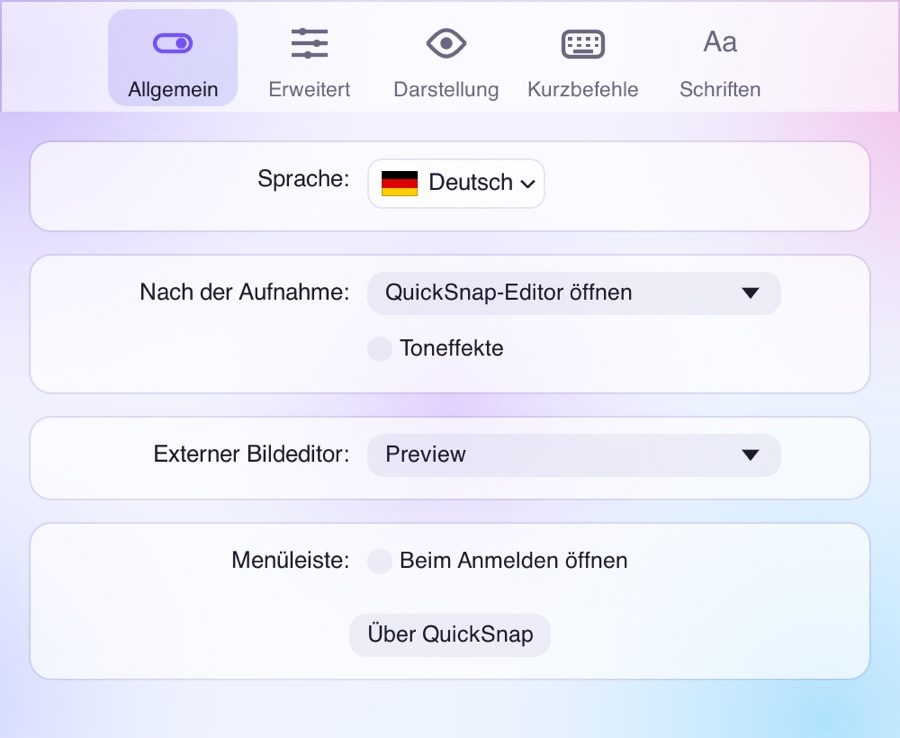 Allgemein
Erweitert
Darstellung
Kurzbefehle
Aa
Schriften
Sprache: Deutsch
Nach der Aufnahme: QuickSnap-Editor öffnen
Toneffekte
Externer Bildeditor: Preview
Menüleiste: Beim Anmelden öffnen
Über QuickSnap